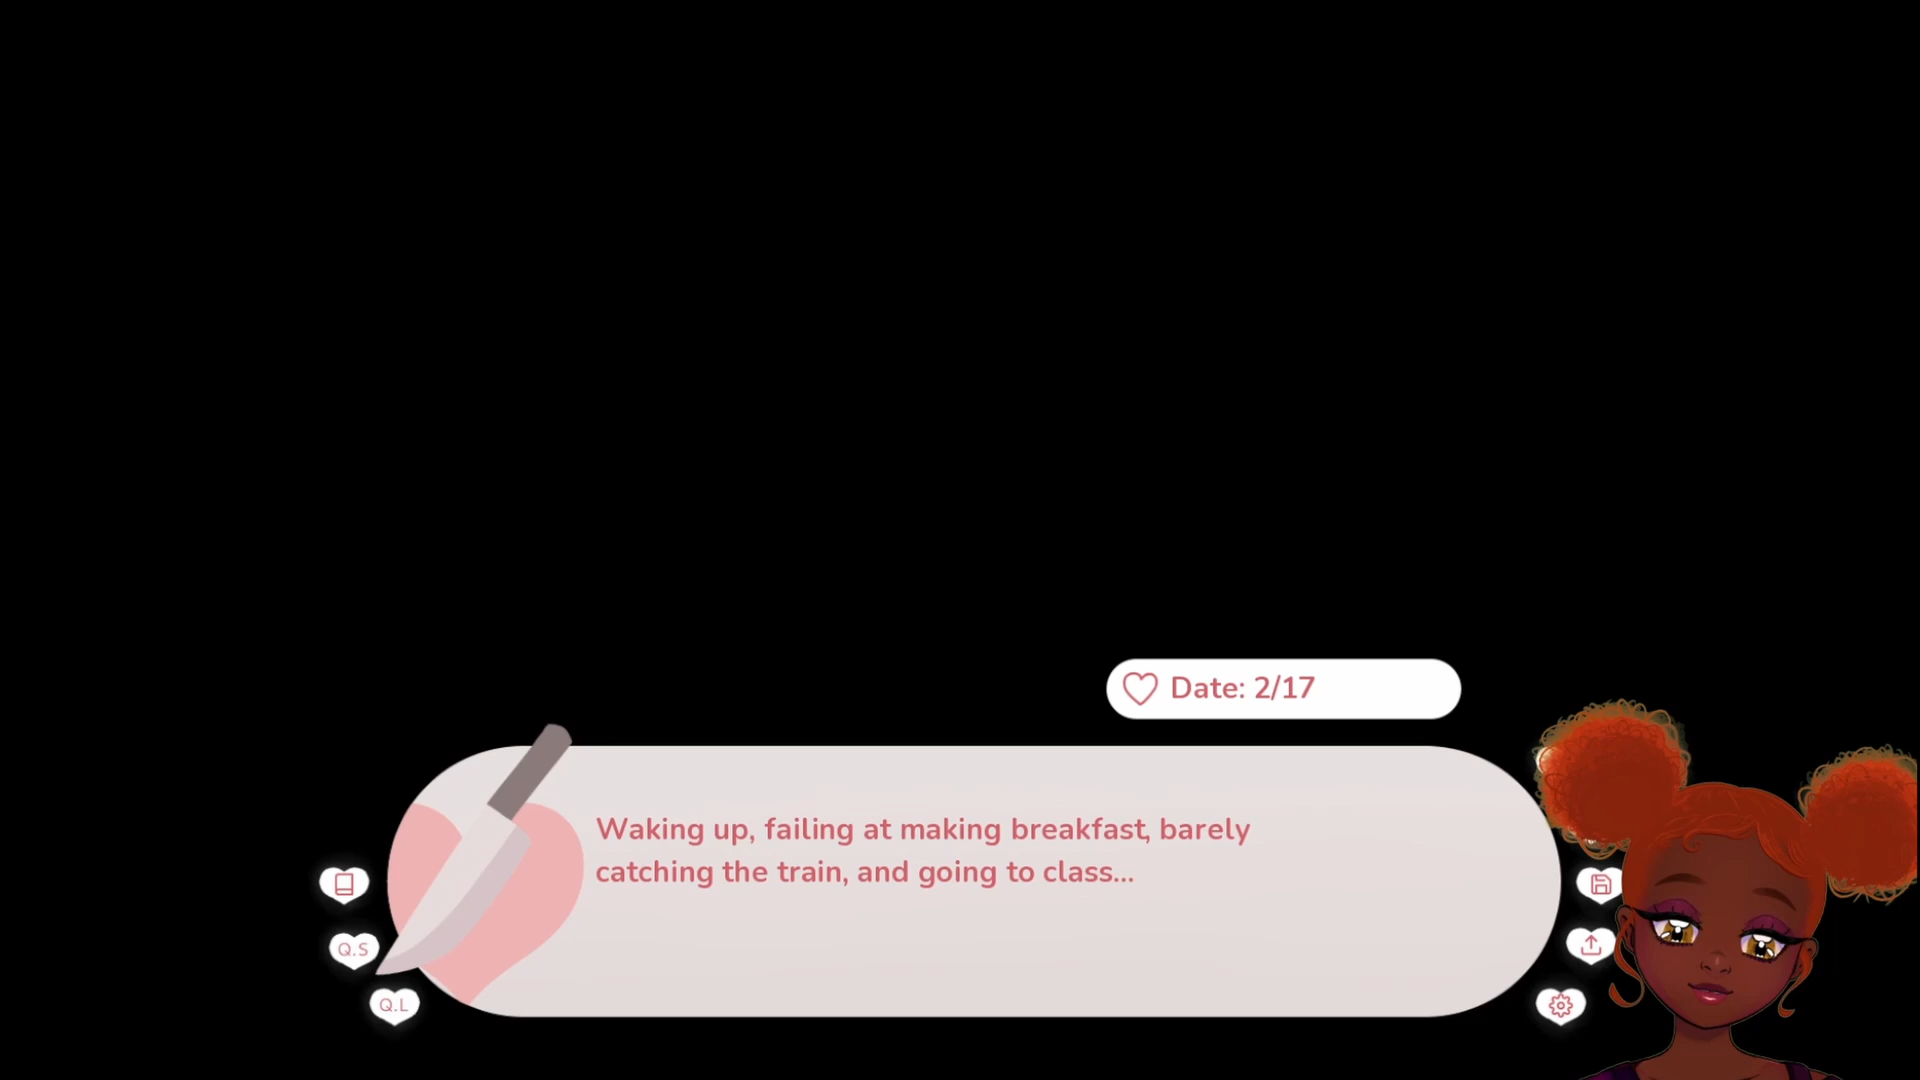 Date: 2/17
Waking up, failing at making breakfast, barely
catching the train, and going to class...
Q.S
Q.L